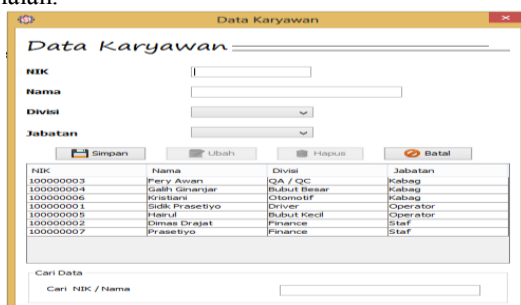 Data Karyawan
Data Karyawan
NIK
Nama
Divisi
Jabatan
Simpan Ubah Hapus Batal
NIK Nama Divisi Jabatan
100000003 Fery Awan QA / QC Kabag
100000004 Galih Ginanjar Bubut Besar Kabag
100000006 Kristiani Otomotif Kabag
100000001 Sidik Prasetiyo Driver Operator
100000005 Hairul Bubut Kecil Operator
100000002 Dimas Drajat Finance Staf
100000007 Prasetiyo Finance Staf
Cari Data
Cari NIK / Nama